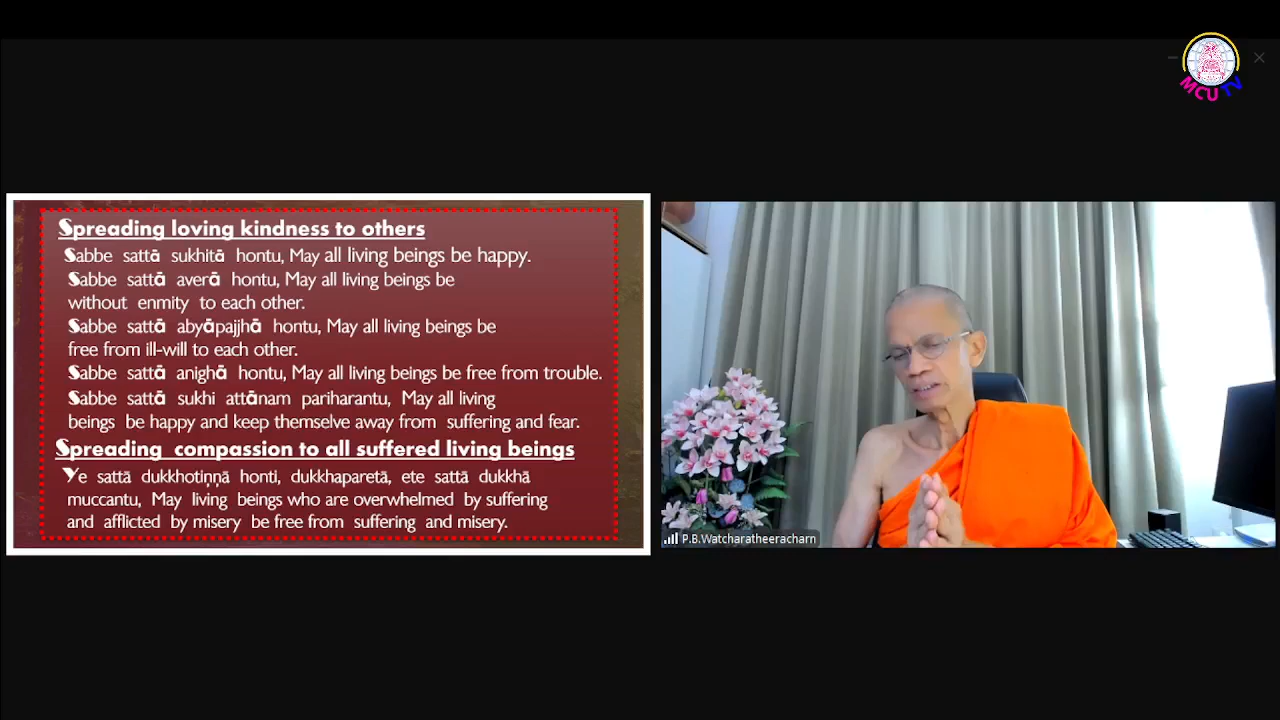 MCU TV
Spreading loving kindness to others
Sabbe sattā sukhitā hontu, May all living beings be happy.
Sabbe sattā averā hontu, May all living beings be
without enmity to each other.
Sabbe sattā abyāpajjhā hontu, May all living beings be
free from ill-will to each other.
Sabbe sattā anighā hontu, May all living beings be free from trouble.
Sabbe sattā sukhi attānam pariharantu, May all living
beings be happy and keep themselve away from suffering and fear.
Spreading compassion to all suffered living beings
Ye sattā dukkhotiṇṇā honti, dukkhaparetā, ete sattā dukkhā
muccantu, May living beings who are overwhelmed by suffering
and afflicted by misery be free from suffering and misery.
P.B.Watcharatheeracharn